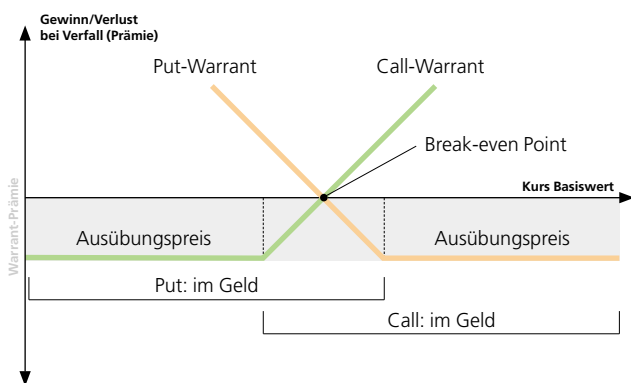 Gewinn/Verlust
bei Verfall (Prämie)
Put-Warrant
Call-Warrant
Break-even Point
Kurs Basiswert
Warrant-Prämie
Ausübungspreis
Ausübungspreis
Put: im Geld
Call: im Geld